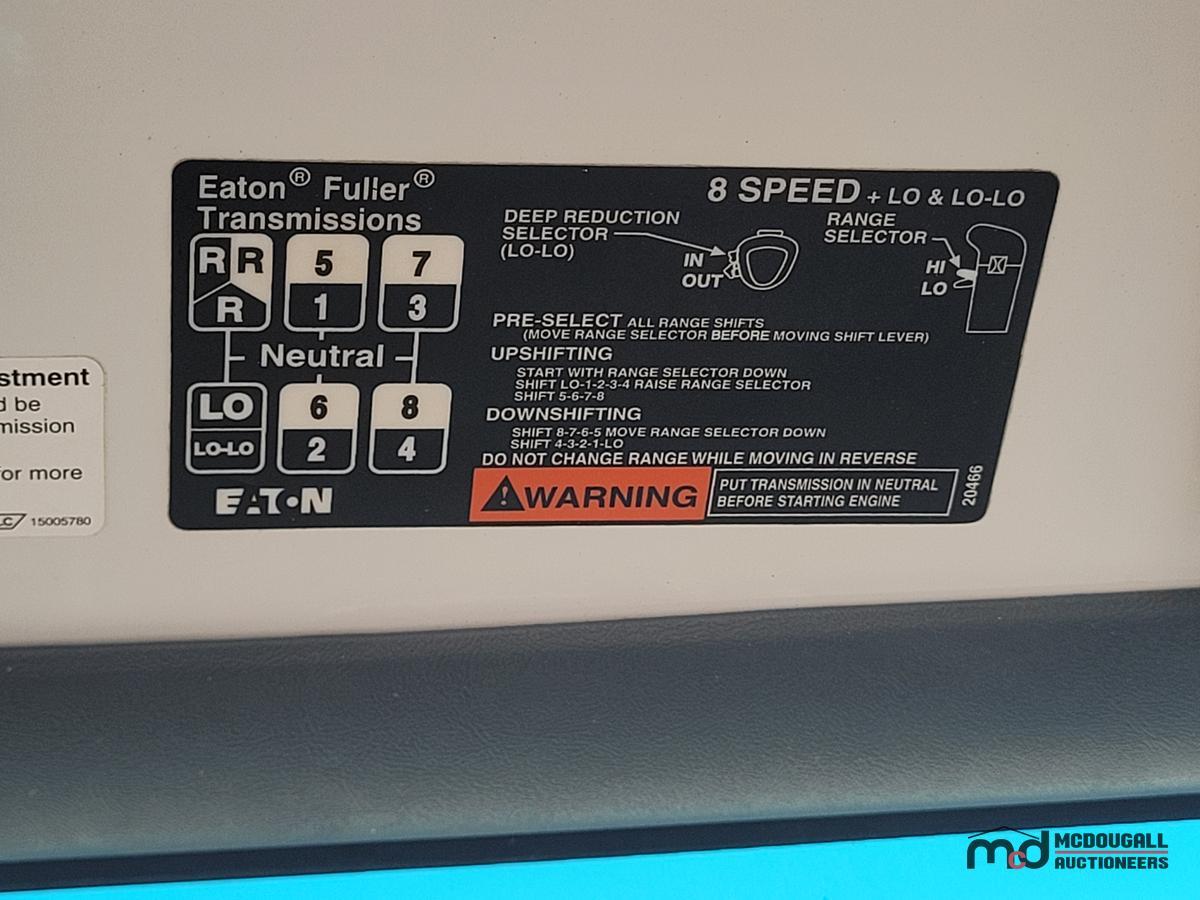 Eaton® Fuller®
Transmissions
8 SPEED + LO & LO-LO
DEEP REDUCTION
SELECTOR
(LO-LO)
IN
OUT
RANGE
SELECTOR
HI
LO
R R 5 7
R 1 3
Neutral
LO 6 8
LO-LO 2 4
EATON
PRE-SELECT ALL RANGE SHIFTS
(MOVE RANGE SELECTOR BEFORE MOVING SHIFT LEVER)
UPSHIFTING
START WITH RANGE SELECTOR DOWN
SHIFT LO-1-2-3-4 RAISE RANGE SELECTOR
SHIFT 5-6-7-8
DOWNSHIFTING
SHIFT 8-7-6-5 MOVE RANGE SELECTOR DOWN
SHIFT 4-3-2-1-LO
DO NOT CHANGE RANGE WHILE MOVING IN REVERSE
WARNING
PUT TRANSMISSION IN NEUTRAL
BEFORE STARTING ENGINE
20466
stment
d be
mission
or more
LC 15005780
mcd MCDOUGALL
AUCTIONEERS